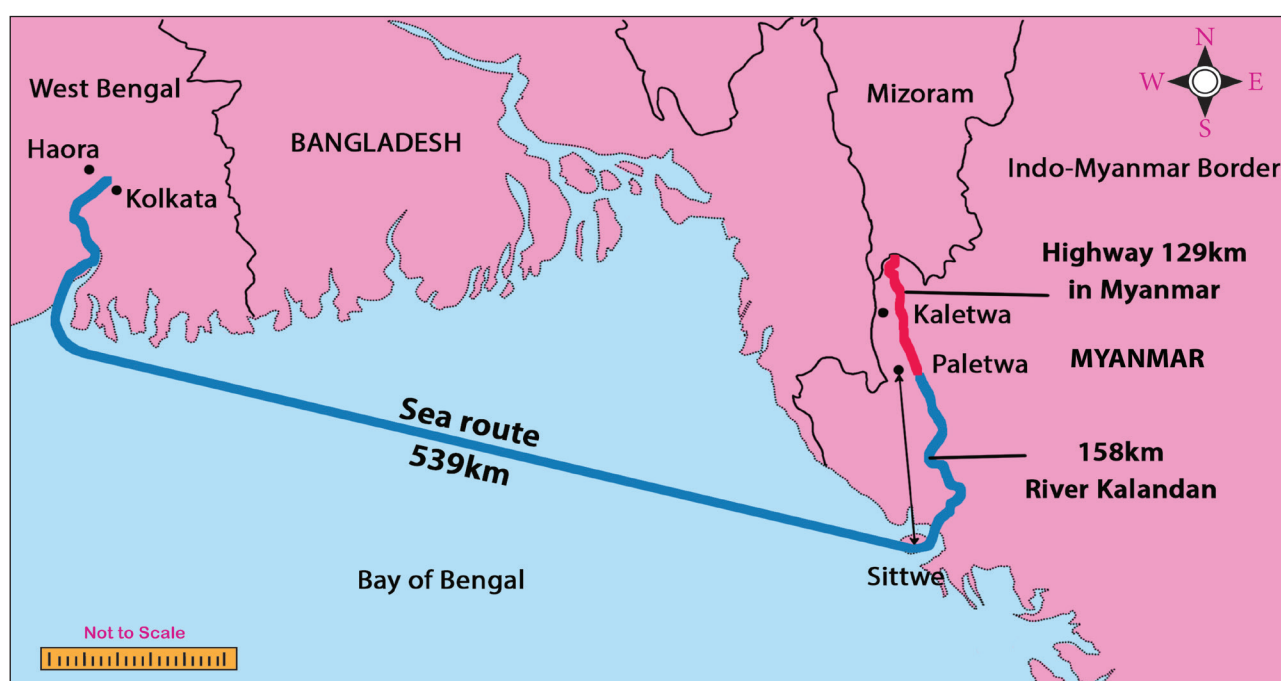 N
W
E
S
West Bengal
Mizoram
Haora
BANGLADESH
Kolkata
Indo-Myanmar Border
Highway 129km
in Myanmar
Kaletwa
Paletwa
MYANMAR
Sea route
539km
158km
River Kalandan
Sittwe
Bay of Bengal
Not to Scale